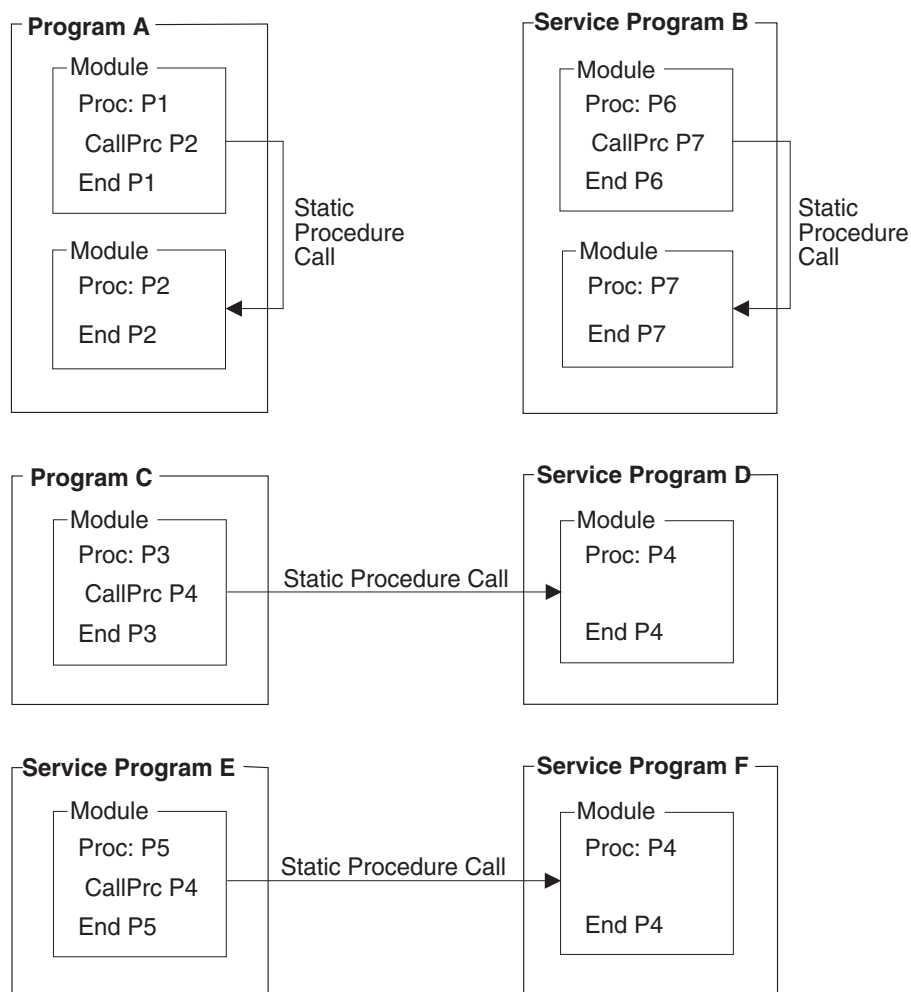 Program A
Module
Proc: P1
CallPrc P2
End P1
Static
Procedure
Call
Module
Proc: P2
End P2
Service Program B
Module
Proc: P6
CallPrc P7
End P6
Static
Procedure
Call
Module
Proc: P7
End P7
Program C
Module
Proc: P3
CallPrc P4
End P3
Static Procedure Call
Service Program D
Module
Proc: P4
End P4
Service Program E
Module
Proc: P5
CallPrc P4
End P5
Static Procedure Call
Service Program F
Module
Proc: P4
End P4